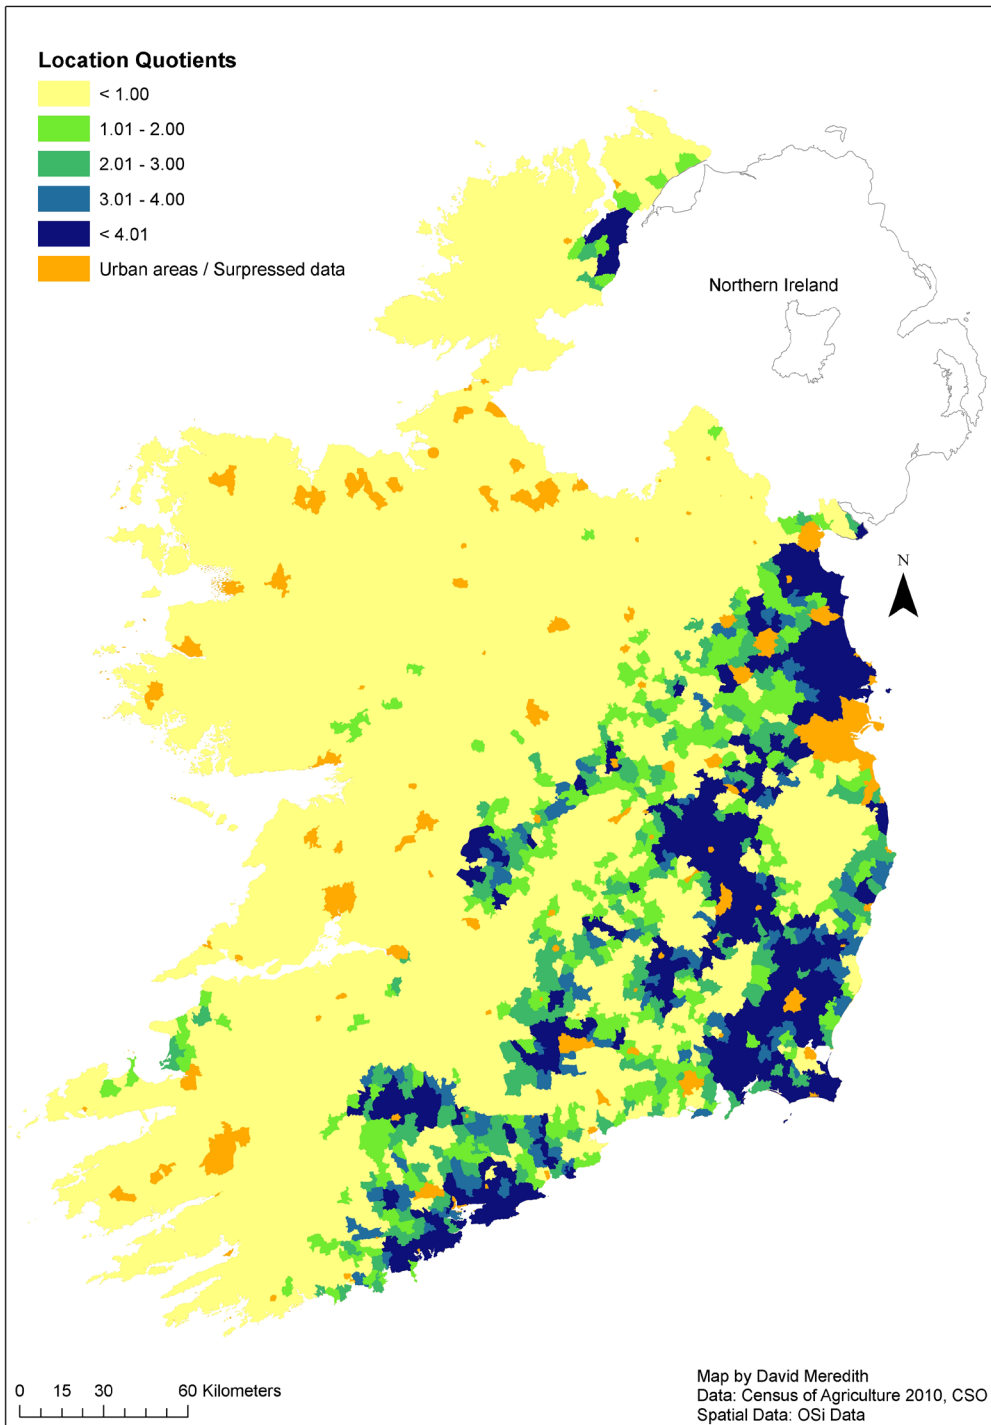 Location Quotients
< 1.00
1.01 - 2.00
2.01 - 3.00
3.01 - 4.00
< 4.01
Urban areas / Surpressed data
Northern Ireland
N
0 15 30 60 Kilometers
Map by David Meredith
Data: Census of Agriculture 2010, CSO
Spatial Data: OSi Data